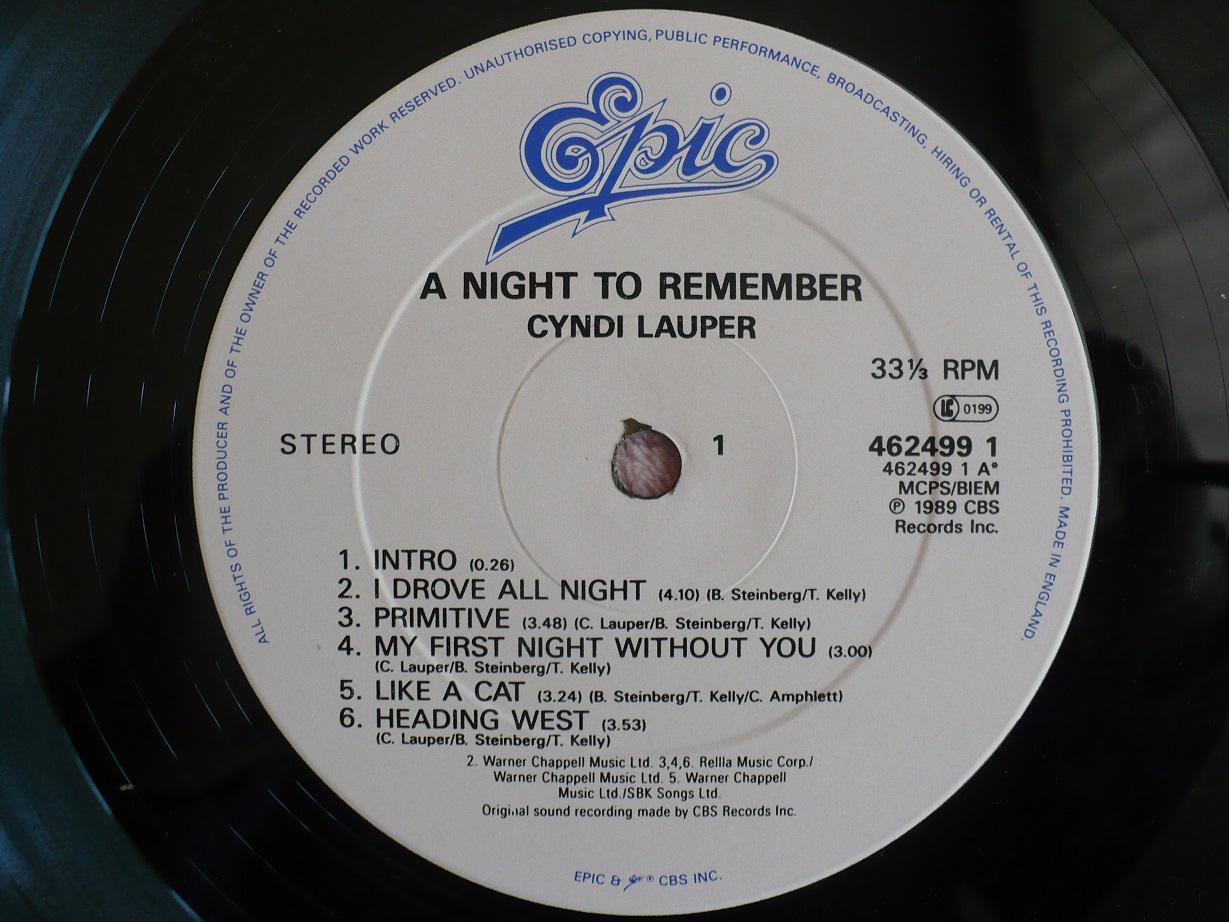 ALL RIGHTS OF THE PRODUCER AND OF THE OWNER OF THE RECORDED WORK RESERVED. UNAUTHORISED COPYING, PUBLIC PERFORMANCE, BROADCASTING, HIRING OR RENTAL OF THIS RECORDING PROHIBITED. MADE IN ENGLAND.
Epic
A NIGHT TO REMEMBER
CYNDI LAUPER
33⅓ RPM
LC 0199
STEREO
1
462499 1
462499 1 A*
MCPS/BIEM
℗ 1989 CBS
Records Inc.
1. INTRO (0.26)
2. I DROVE ALL NIGHT (4.10) (B. Steinberg/T. Kelly)
3. PRIMITIVE (3.48) (C. Lauper/B. Steinberg/T. Kelly)
4. MY FIRST NIGHT WITHOUT YOU (3.00)
(C. Lauper/B. Steinberg/T. Kelly)
5. LIKE A CAT (3.24) (B. Steinberg/T. Kelly/C. Amphlett)
6. HEADING WEST (3.53)
(C. Lauper/B. Steinberg/T. Kelly)
2. Warner Chappell Music Ltd. 3,4,6. Rellla Music Corp./
Warner Chappell Music Ltd. 5. Warner Chappell
Music Ltd./SBK Songs Ltd.
Original sound recording made by CBS Records Inc.
EPIC & Epic ® CBS INC.